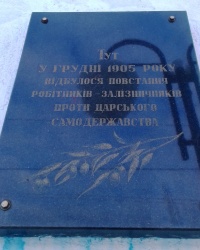 Тут
у грудні 1905 року
відбулося повстання
робітників-залізничників
проти царського
самодержавства